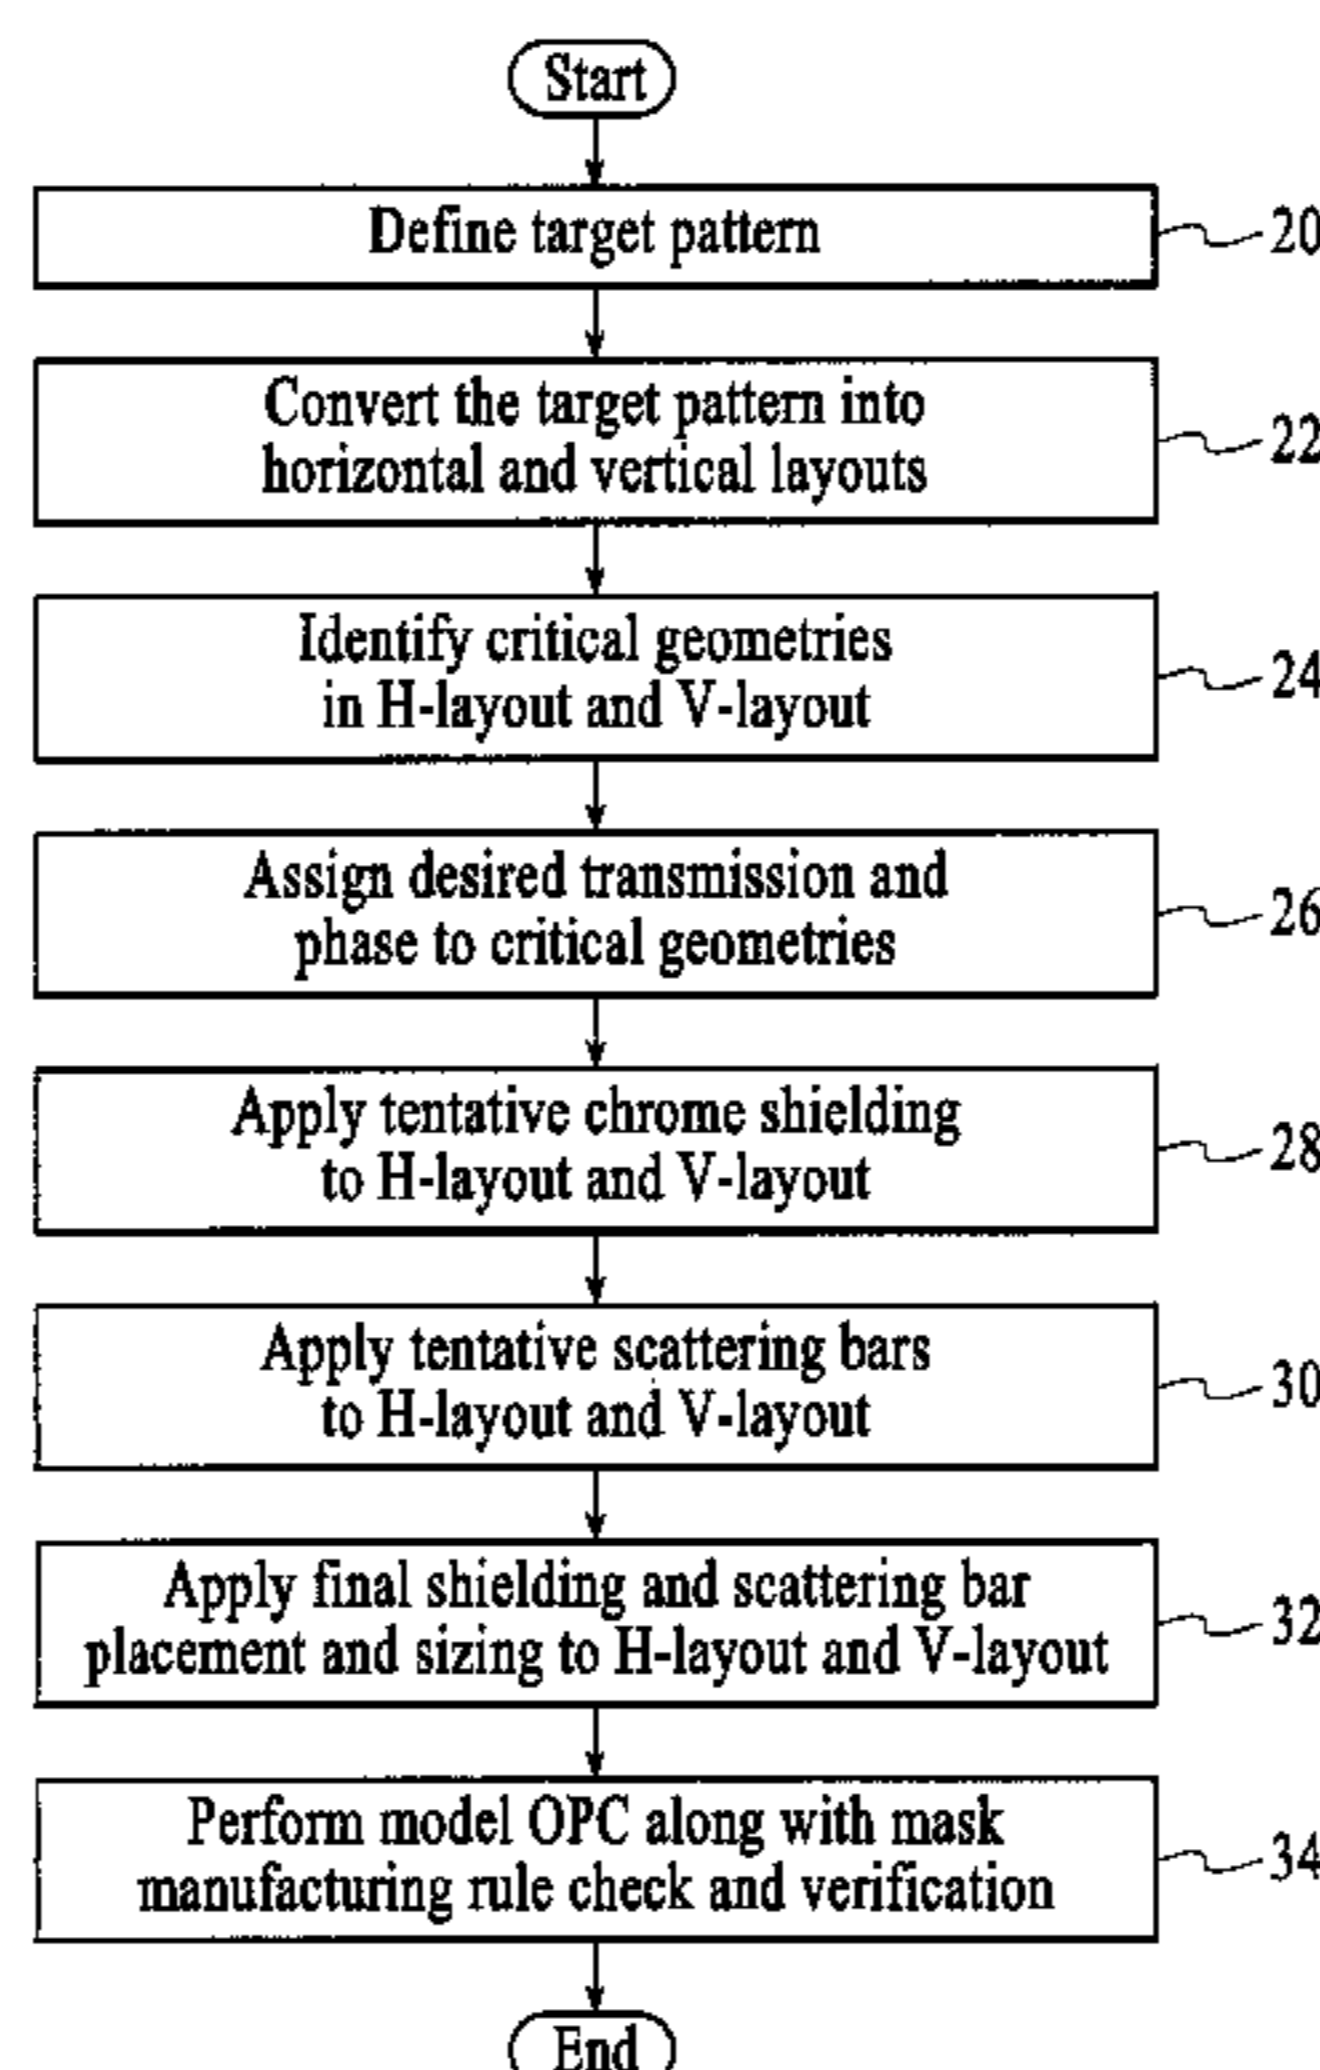 Start
Define target pattern
20
Convert the target pattern into
horizontal and vertical layouts
22
Identify critical geometries
in H-layout and V-layout
24
Assign desired transmission and
phase to critical geometries
26
Apply tentative chrome shielding
to H-layout and V-layout
28
Apply tentative scattering bars
to H-layout and V-layout
30
Apply final shielding and scattering bar
placement and sizing to H-layout and V-layout
32
Perform model OPC along with mask
manufacturing rule check and verification
34
End